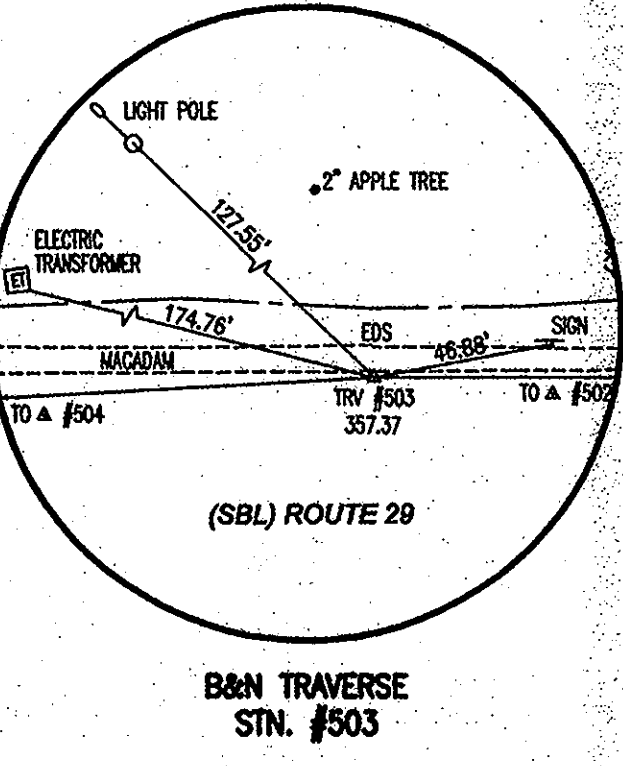 LIGHT POLE
2" APPLE TREE
127.55'
ELECTRIC
TRANSFORMER
ET
174.76'
EDS
SIGN
46.88'
MACADAM
TRV #503
357.37
TO #504
TO #502
(SBL) ROUTE 29
B&N TRAVERSE
STN. #503